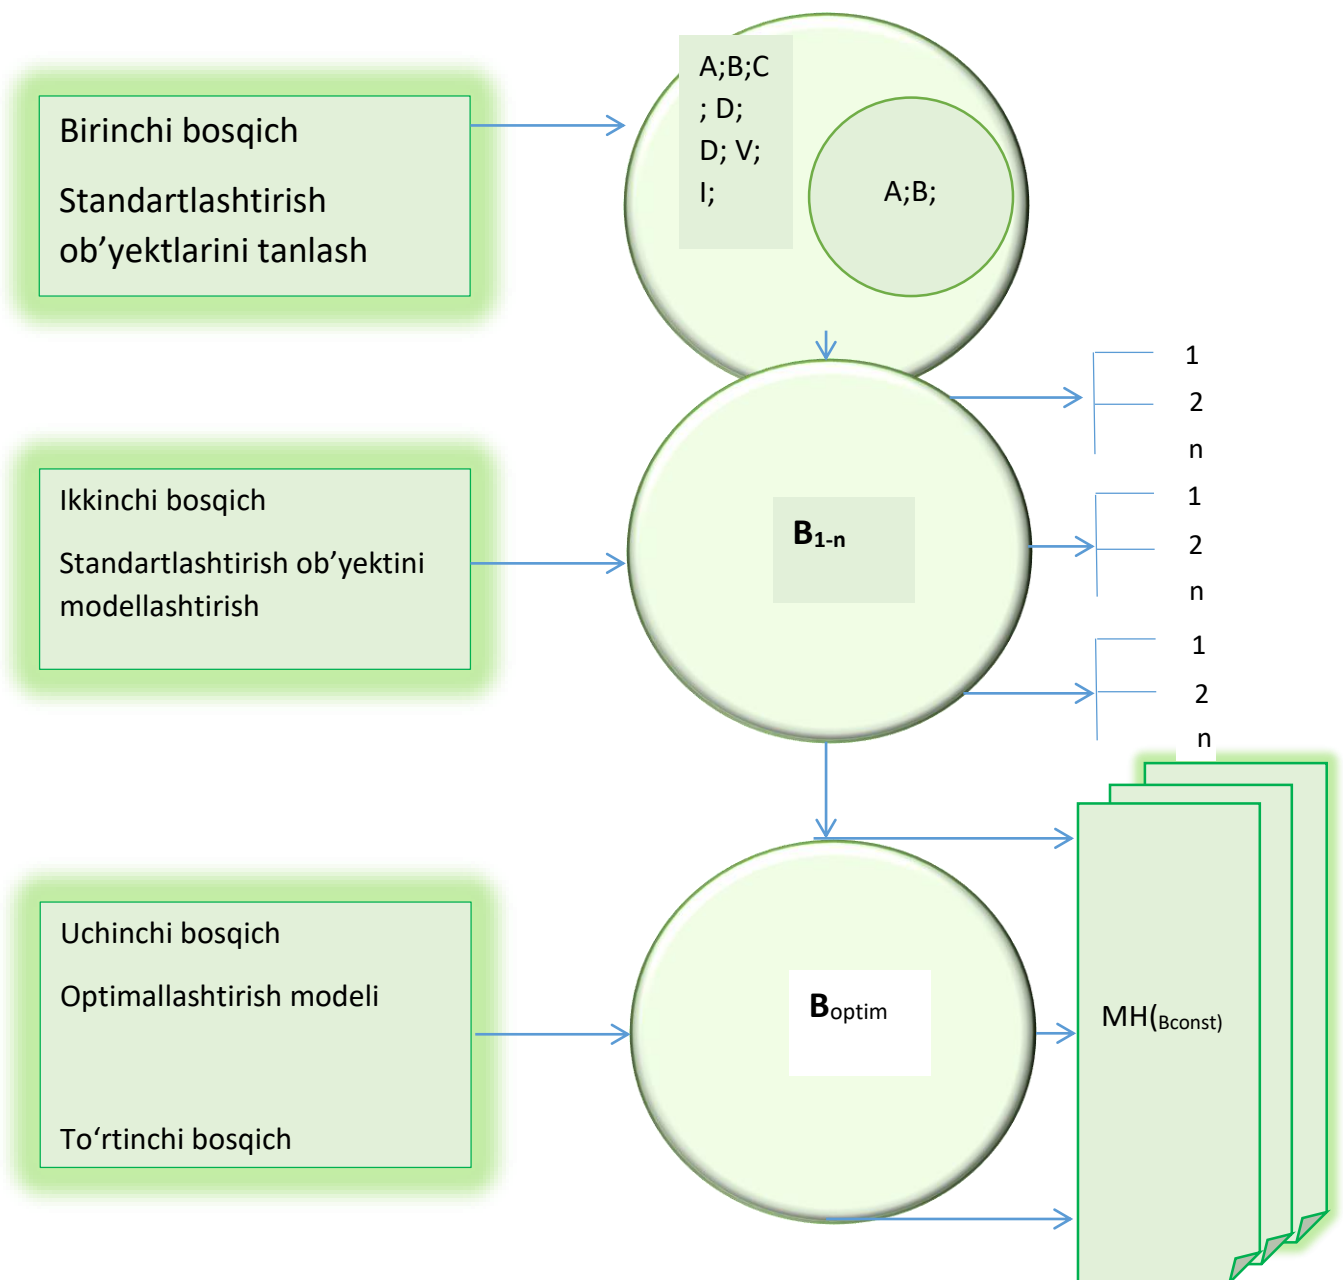 Birinchi bosqich
Standartlashtirish
ob’yektlarini tanlash
A;B;C
; D;
D; V;
I;
A;B;
1
2
n
Ikkinchi bosqich
Standartlashtirish ob’yektini
modellashtirish
B1-n
1
2
n
1
2
n
Uchinchi bosqich
Optimallashtirish modeli
To‘rtinchi bosqich
Boptim
MH(Bconst)